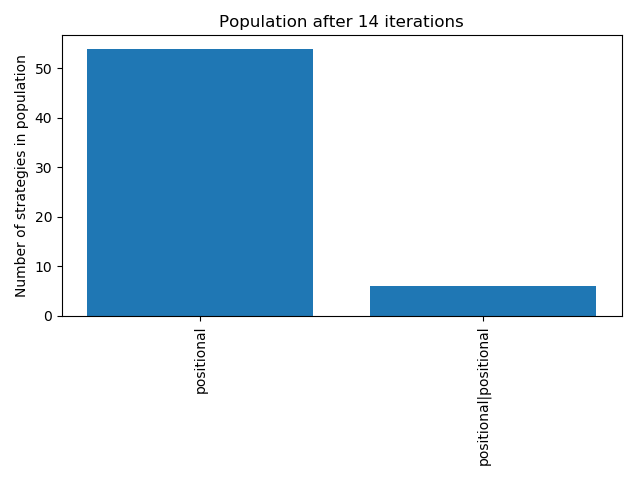 Population after 14 iterations
Number of strategies in population
50
40
30
20
10
0
positional
positional|positional